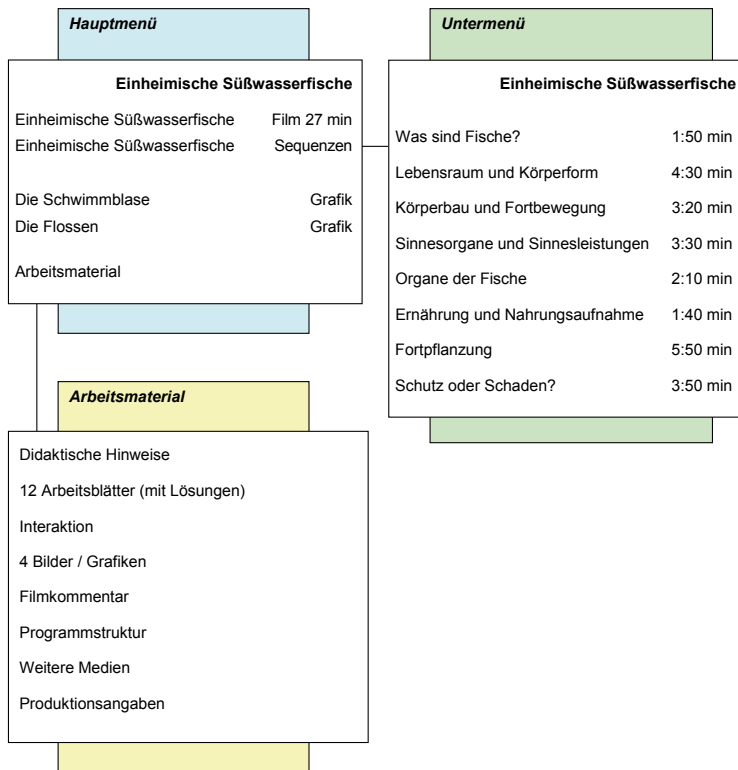 Hauptmenü
Einheimische Süßwasserfische
Einheimische Süßwasserfische Film 27 min
Einheimische Süßwasserfische Sequenzen
Die Schwimmblase Grafik
Die Flossen Grafik
Arbeitsmaterial
Untermenü
Einheimische Süßwasserfische
Was sind Fische? 1:50 min
Lebensraum und Körperform 4:30 min
Körperbau und Fortbewegung 3:20 min
Sinnesorgane und Sinnesleistungen 3:30 min
Organe der Fische 2:10 min
Ernährung und Nahrungsaufnahme 1:40 min
Fortpflanzung 5:50 min
Schutz oder Schaden? 3:50 min
Arbeitsmaterial
Didaktische Hinweise
12 Arbeitsblätter (mit Lösungen)
Interaktion
4 Bilder / Grafiken
Filmkommentar
Programmstruktur
Weitere Medien
Produktionsangaben